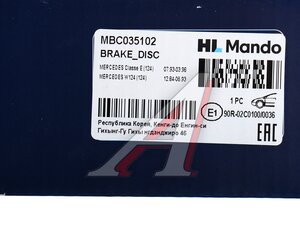 MBC035102
BRAKE_DISC
HL Mando
MERCEDES Classe E (124) 07.93-03.96
MERCEDES W124 (124) 12.84-06.93
1 PC
E1
90R-02C0100/0036
EAC
Республика Корея, Кенги-до Енгин-си
Гихынг-Гу Гихы нгданджиро 46